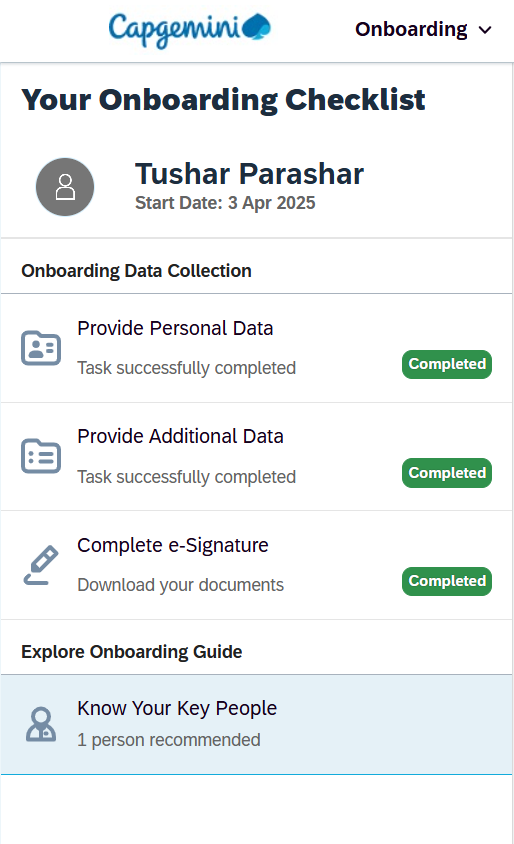 Capgemini
Onboarding
Your Onboarding Checklist
Tushar Parashar
Start Date: 3 Apr 2025
Onboarding Data Collection
Provide Personal Data
Task successfully completed
Completed
Provide Additional Data
Task successfully completed
Completed
Complete e-Signature
Download your documents
Completed
Explore Onboarding Guide
Know Your Key People
1 person recommended